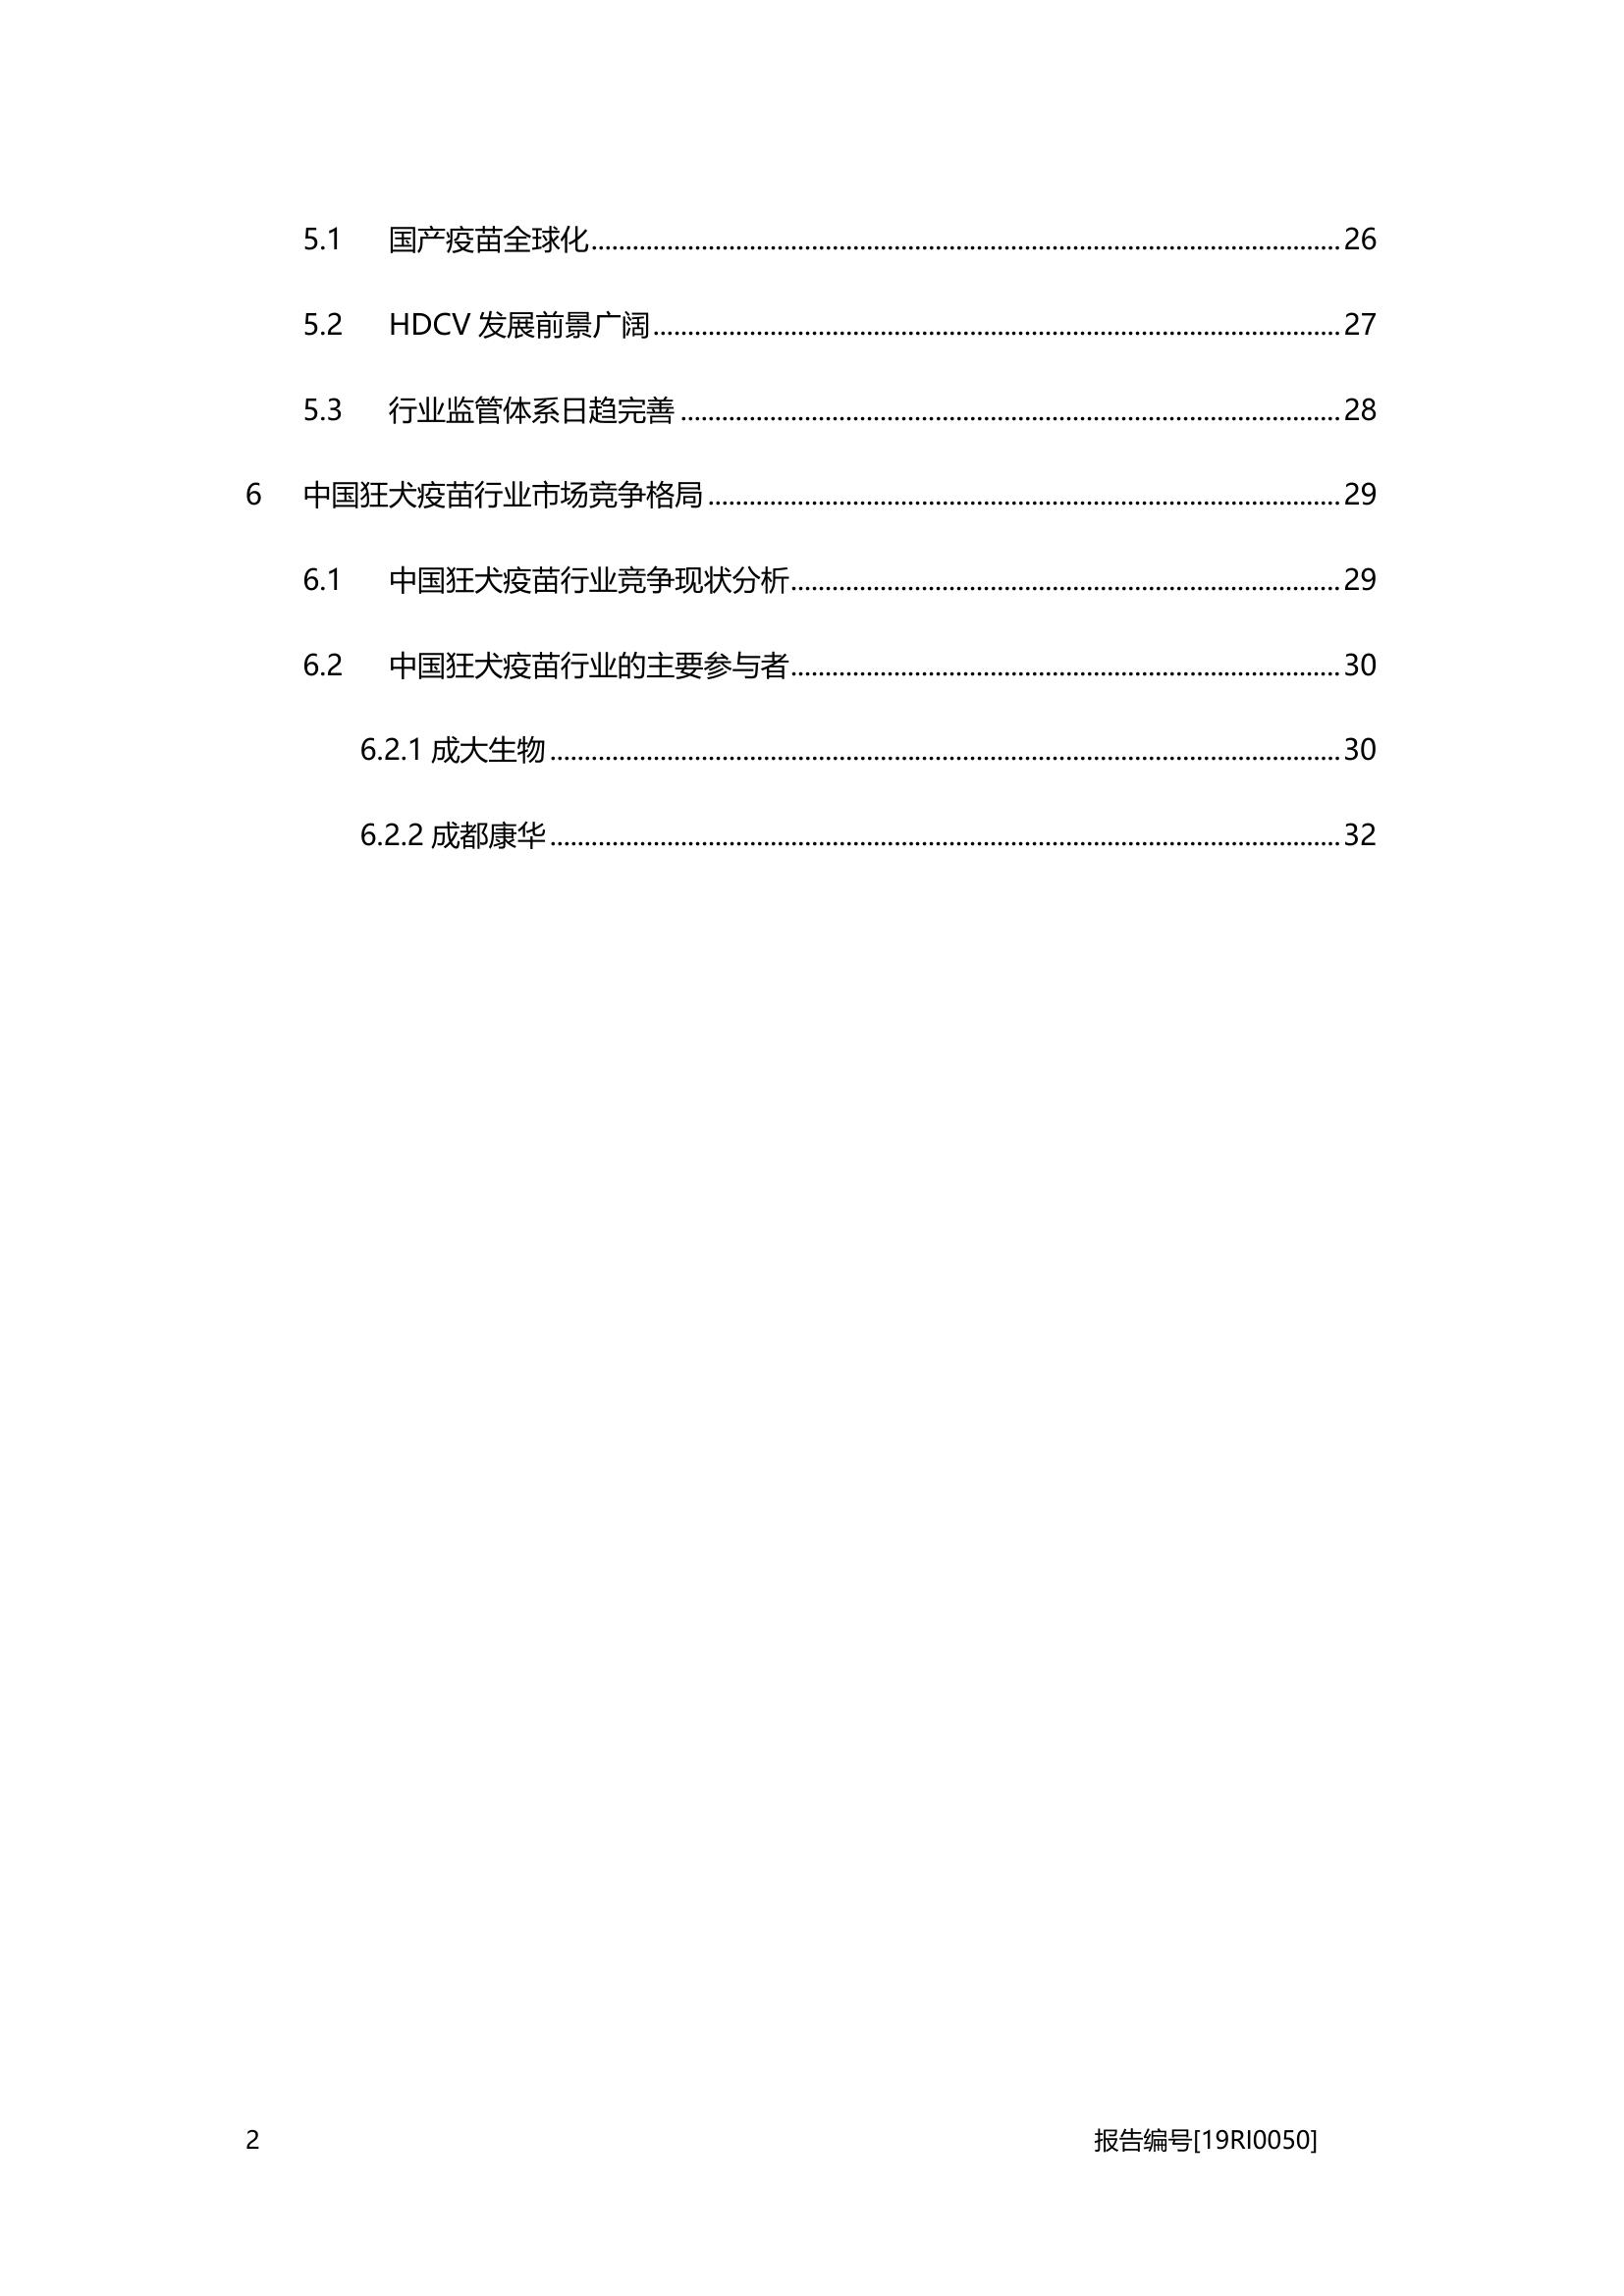 5.1 国产疫苗全球化........................................................................................................26
5.2 HDCV 发展前景广阔........................................................................................................27
5.3 行业监管体系日趋完善........................................................................................................28
6 中国狂犬疫苗行业市场竞争格局........................................................................................................29
6.1 中国狂犬疫苗行业竞争现状分析........................................................................................................29
6.2 中国狂犬疫苗行业的主要参与者........................................................................................................30
6.2.1 成大生物........................................................................................................30
6.2.2 成都康华........................................................................................................32
2 报告编号[19RI0050]